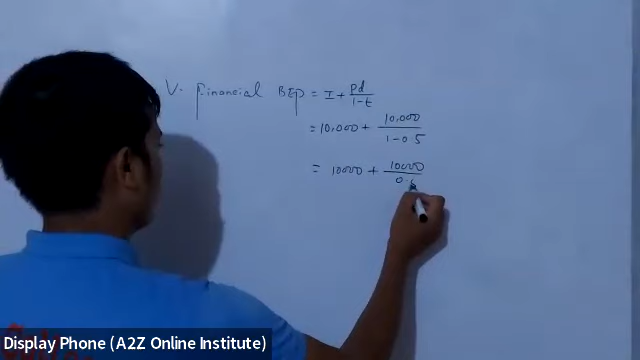 V. Financial BEP = I + Pd / 1-t
= 10,000 + 10,000 / 1-0.5
= 10000 + 10000 / 0.
Display Phone (A2Z Online Institute)